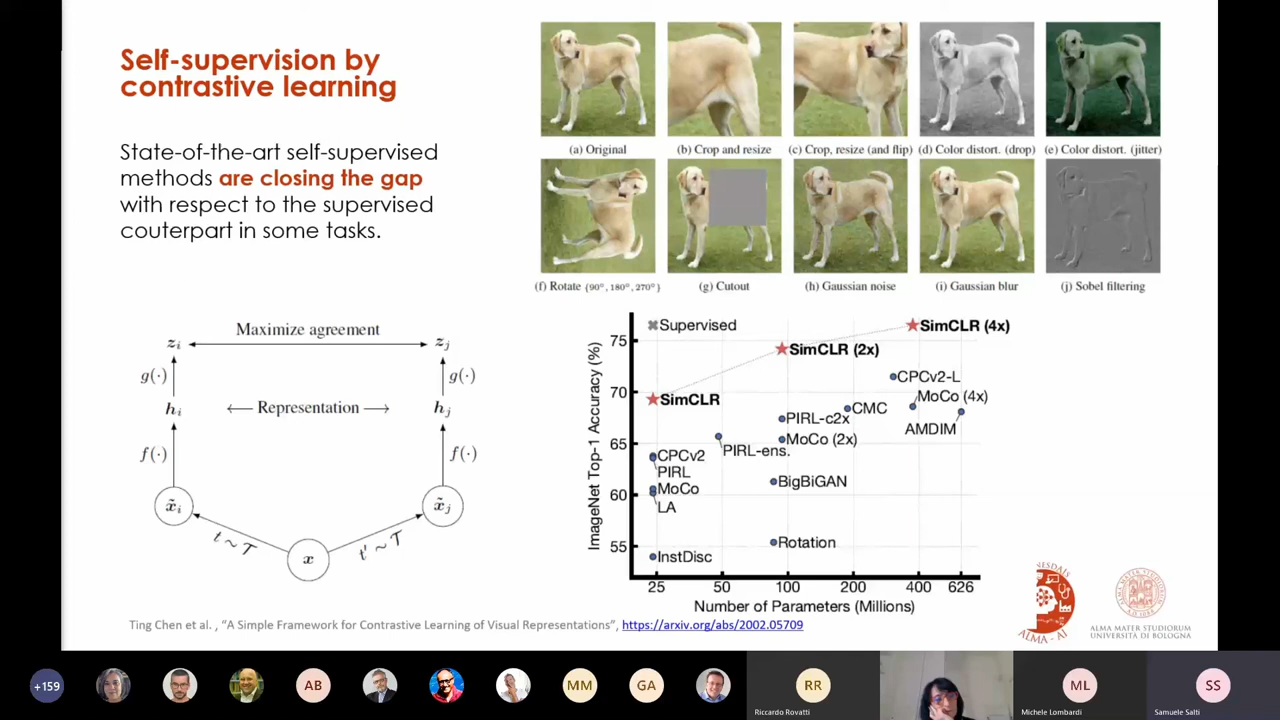 Self-supervision by
contrastive learning
State-of-the-art self-supervised
methods are closing the gap
with respect to the supervised
couterpart in some tasks.
(a) Original
(b) Crop and resize
(c) Crop, resize (and flip)
(d) Color distort. (drop)
(e) Color distort. (jitter)
(f) Rotate {90°, 180°, 270°}
(g) Cutout
(h) Gaussian noise
(i) Gaussian blur
(j) Sobel filtering
Maximize agreement
z_i
z_j
g(·)
g(·)
h_i
← Representation →
h_j
f(·)
f(·)
x̃_i
x̃_j
t ~ T
t′ ~ T
x
ImageNet Top-1 Accuracy (%)
75
70
65
60
55
Supervised
SimCLR (4x)
SimCLR (2x)
SimCLR
CPCv2-L
MoCo (4x)
CMC
AMDIM
PIRL-c2x
MoCo (2x)
PIRL-ens.
CPCv2
PIRL
MoCo
LA
BigBiGAN
Rotation
InstDisc
25
50
100
200
400
626
Number of Parameters (Millions)
Ting Chen et al. , “A Simple Framework for Contrastive Learning of Visual Representations”, https://arxiv.org/abs/2002.05709
ALMA-AI
ALMA MATER STUDIORUM
UNIVERSITÀ DI BOLOGNA
+159
AB
MM
GA
RR
ML
SS
Riccardo Rovatti
Michele Lombardi
Samuele Salti